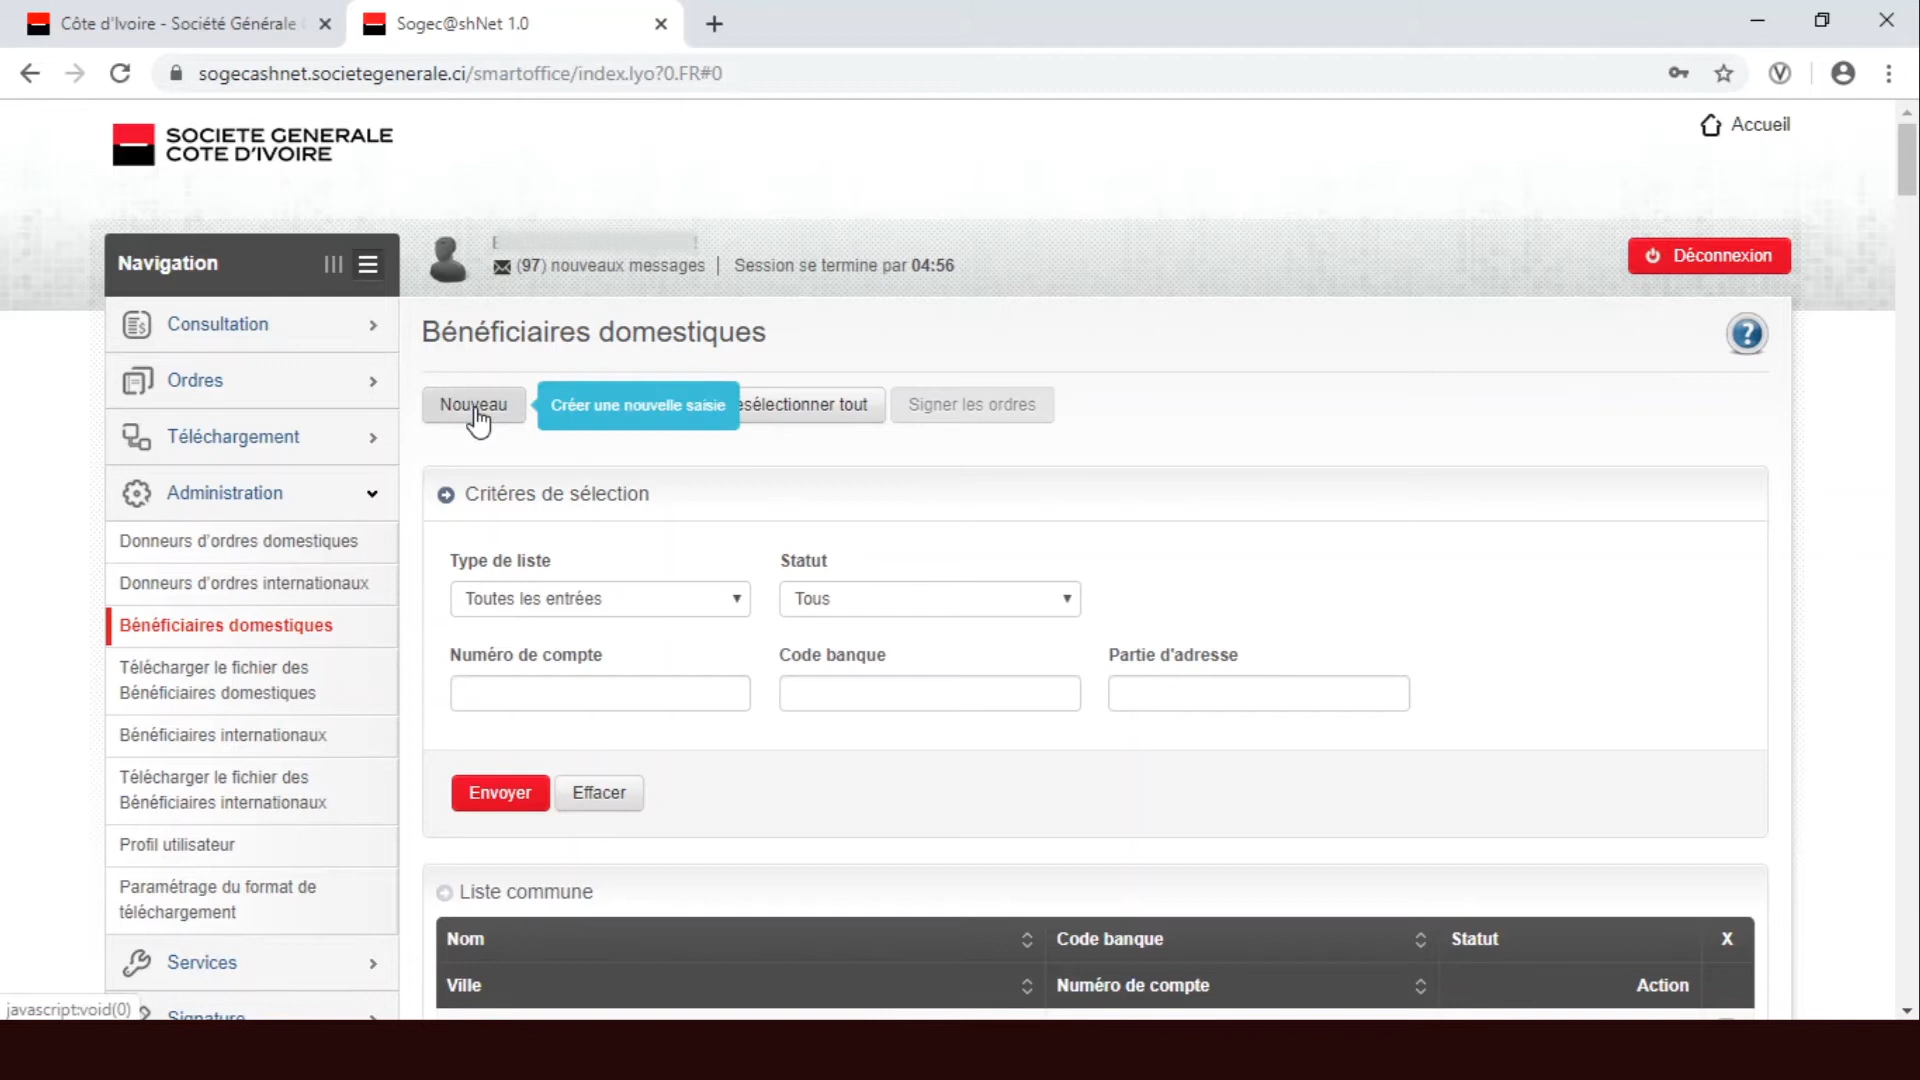 Côte d'Ivoire - Société Générale
Sogec@shNet 1.0
sogecashnet.societegenerale.ci/smartoffice/index.lyo?0.FR#0
SOCIETE GENERALE
COTE D'IVOIRE
Accueil
Navigation
(97) nouveaux messages | Session se termine par 04:56
Déconnexion
Consultation
Ordres
Téléchargement
Administration
Donneurs d'ordres domestiques
Donneurs d'ordres internationaux
Bénéficiaires domestiques
Télécharger le fichier des
Bénéficiaires domestiques
Bénéficiaires internationaux
Télécharger le fichier des
Bénéficiaires internationaux
Profil utilisateur
Paramétrage du format de
téléchargement
Services
Signature
Bénéficiaires domestiques
Nouveau
Créer une nouvelle saisie
esélectionner tout
Signer les ordres
Critéres de sélection
Type de liste
Statut
Toutes les entrées
Tous
Numéro de compte
Code banque
Partie d'adresse
Envoyer
Effacer
Liste commune
Nom
Code banque
Statut
X
Ville
Numéro de compte
Action
javascript:void(0)